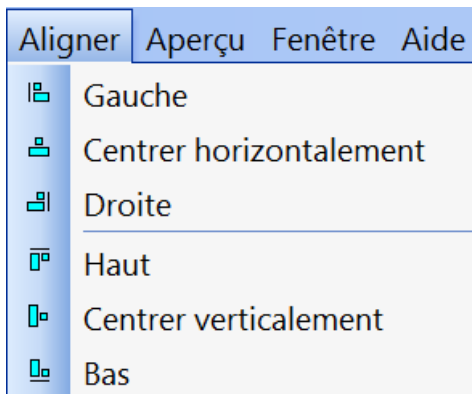 Aligner Aperçu Fenêtre Aide
Gauche
Centrer horizontalement
Droite
Haut
Centrer verticalement
Bas